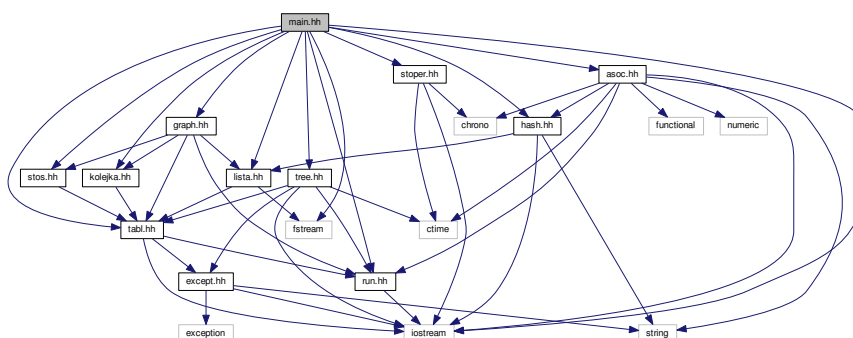 main.hh
stoper.hh
asoc.hh
graph.hh
chrono
hash.hh
functional
numeric
stos.hh
kolejka.hh
lista.hh
tree.hh
tabl.hh
fstream
ctime
except.hh
run.hh
exception
iostream
string